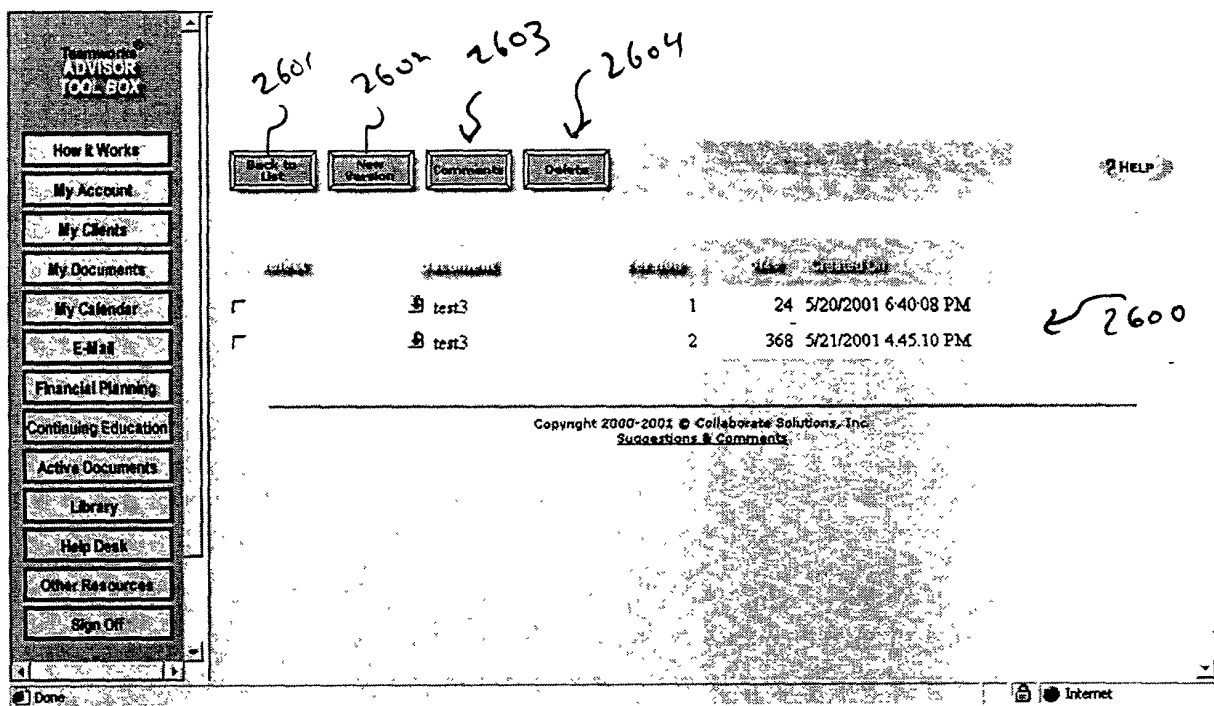 Teamworks®
ADVISOR
TOOL BOX
2601
2602
2603
2604
Back to
List
New
Version
Comments
Delete
? HELP
How it Works
My Account
My Clients
My Documents
My Calendar
E-Mail
Financial Planning
Continuing Education
Active Documents
Library
Help Desk
Other Resources
Sign Off
Created On
test3 1 24 5/20/2001 6:40:08 PM
test3 2 368 5/21/2001 4.45.10 PM
2600
Copyright 2000-2001 © Collaborate Solutions, Inc
Suggestions & Comments
Done
Internet